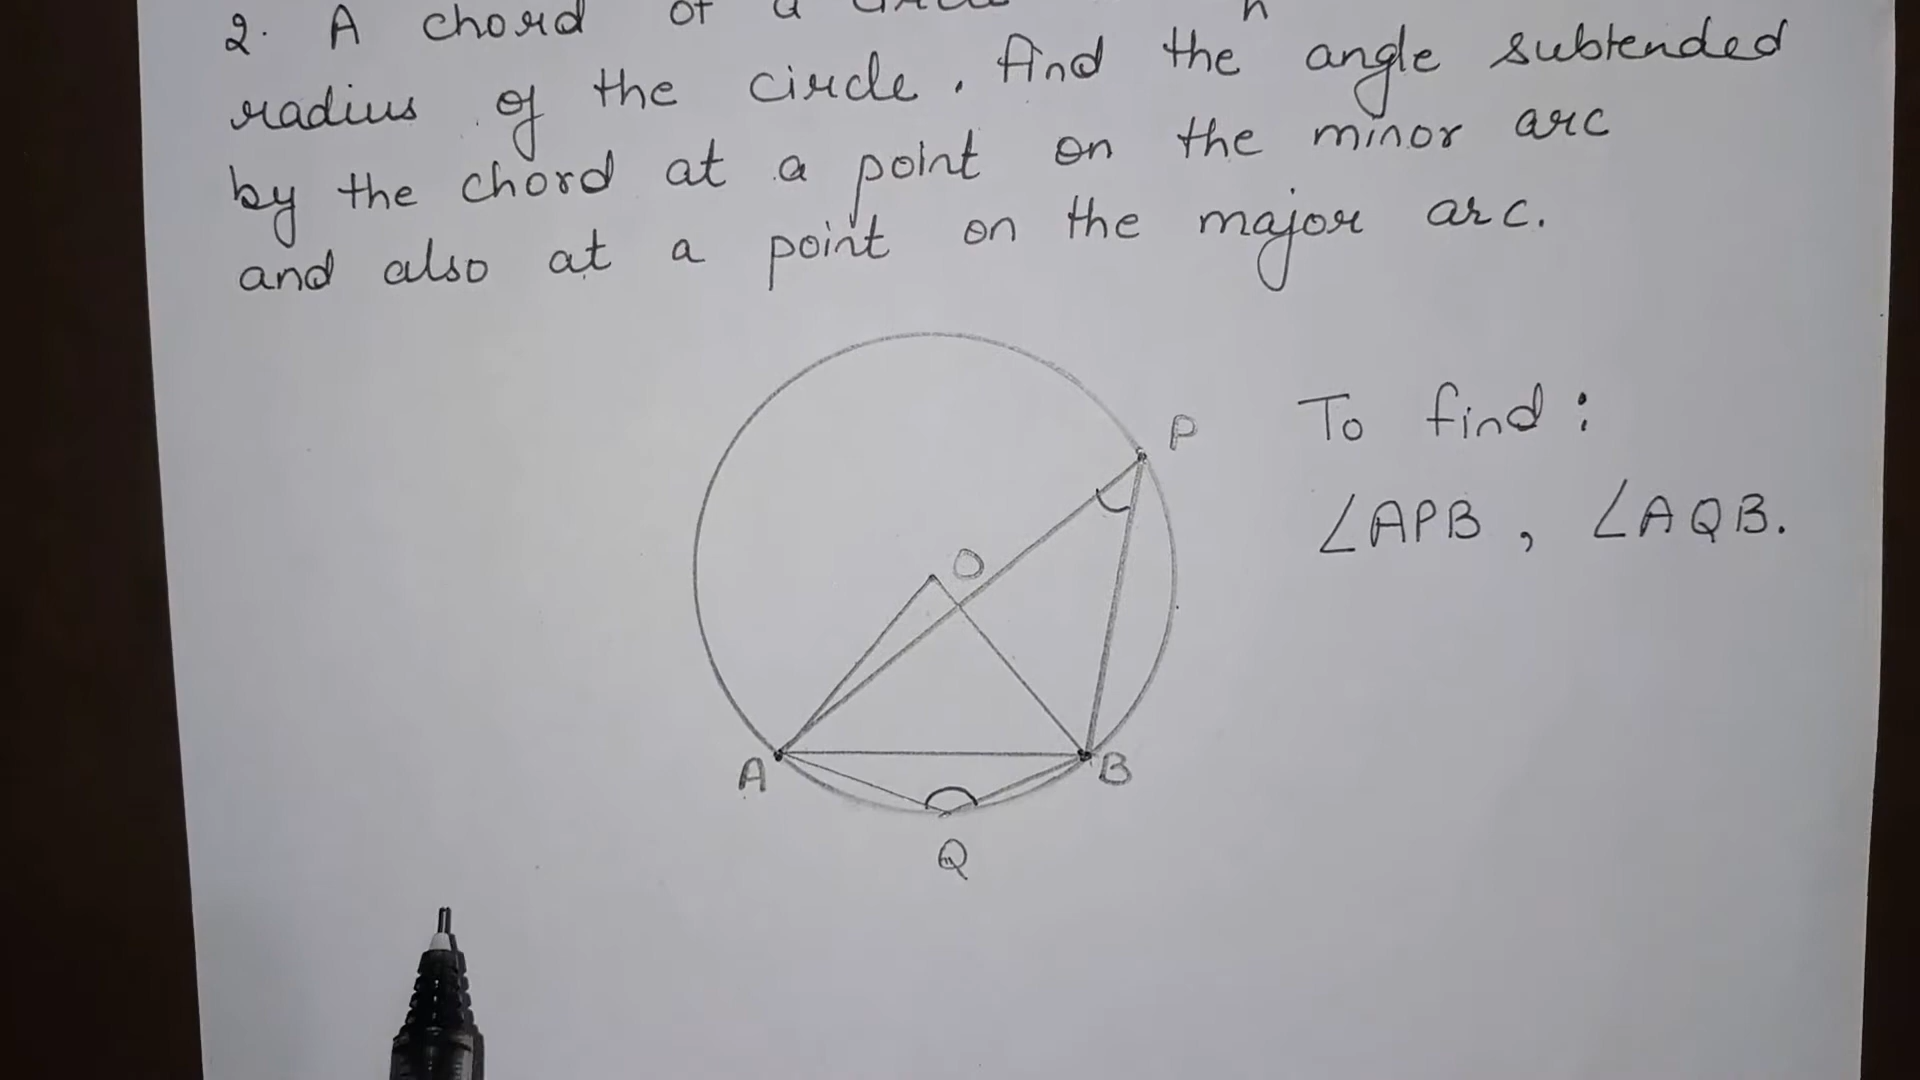 2. A chord of a circle
radius of the circle. Find the angle subtended
by the chord at a point on the minor arc
and also at a point on the major arc.
P
To find :
∠APB , ∠AQB.
O
A
B
Q